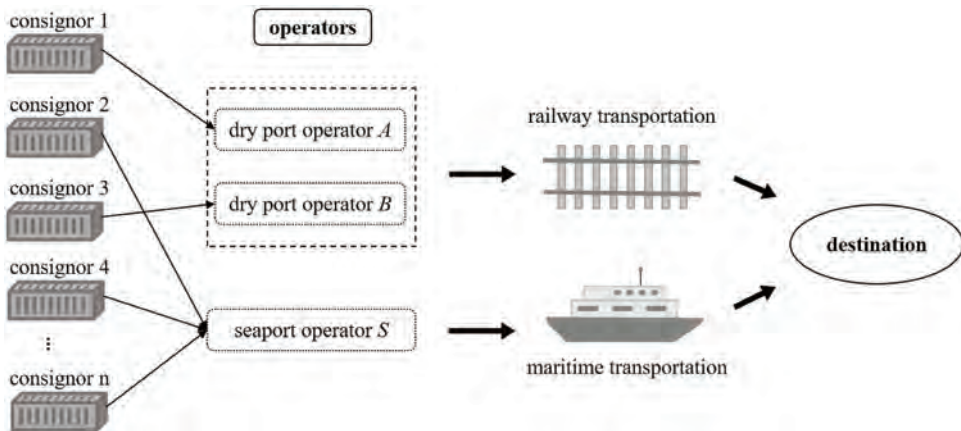 consignor 1
operators
consignor 2
dry port operator A
railway transportation
consignor 3
dry port operator B
destination
consignor 4
seaport operator S
...
maritime transportation
consignor n